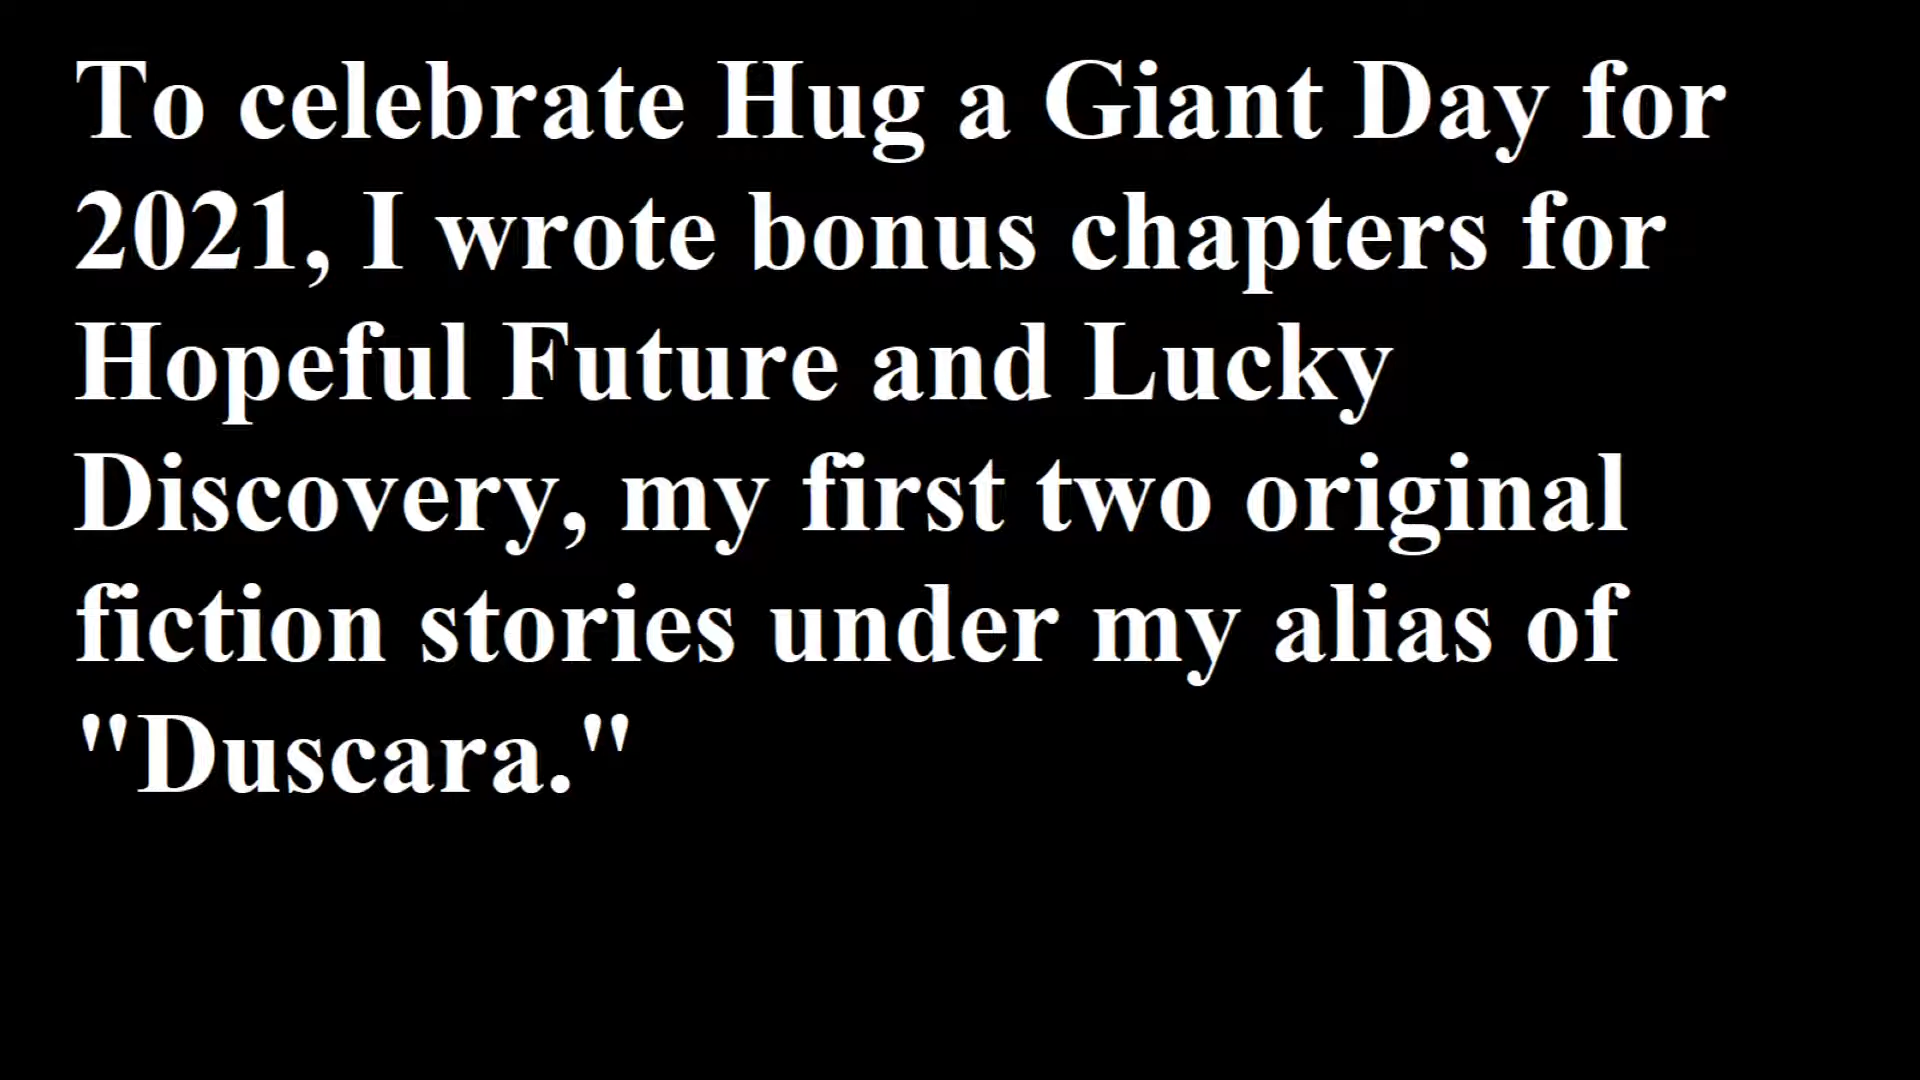 To celebrate Hug a Giant Day for
2021, I wrote bonus chapters for
Hopeful Future and Lucky
Discovery, my first two original
fiction stories under my alias of
"Duscara."